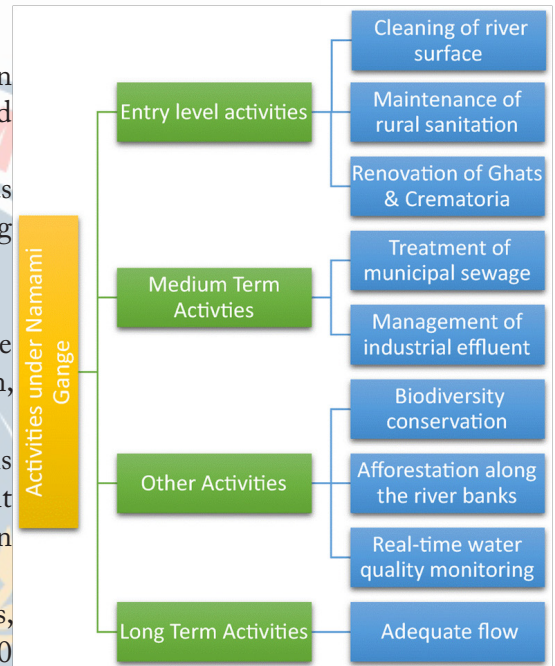 n
d
s
g
e
n,
s
t
n
s,
0
Activities under Namami
Gange
Entry level activities
Cleaning of river
surface
Maintenance of
rural sanitation
Renovation of Ghats
& Crematoria
Medium Term
Activties
Treatment of
municipal sewage
Management of
industrial effluent
Other Activities
Biodiversity
conservation
Afforestation along
the river banks
Real-time water
quality monitoring
Long Term Activities
Adequate flow